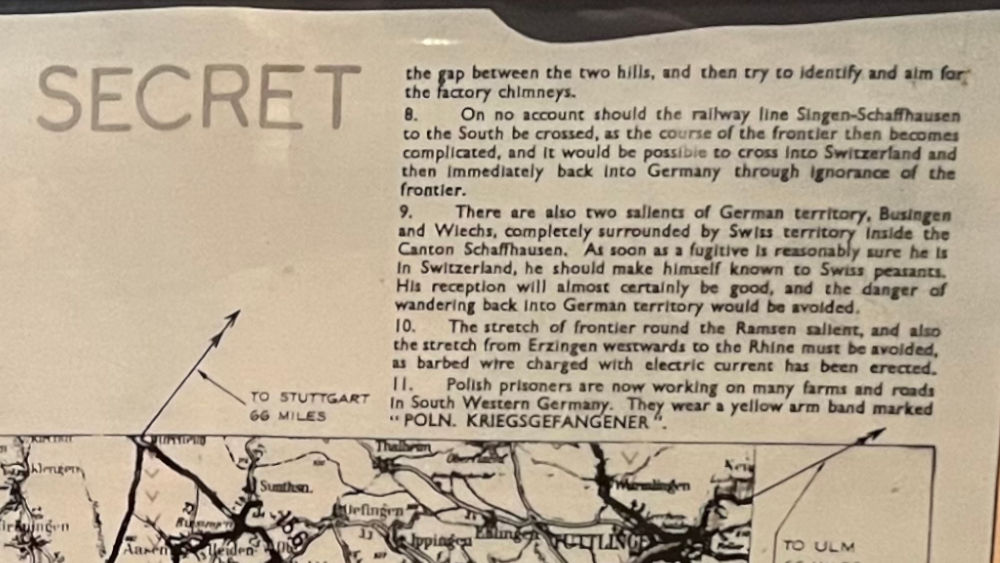 SECRET
the gap between the two hills, and then try to identify and aim for
the factory chimneys.
8. On no account should the railway line Singen-Schaffhausen
to the South be crossed, as the course of the frontier then becomes
complicated, and it would be possible to cross into Switzerland and
then immediately back into Germany through ignorance of the
frontier.
9. There are also two salients of German territory, Busingen
and Wiechs, completely surrounded by Swiss territory inside the
Canton Schaffhausen. As soon as a fugitive is reasonably sure he is
in Switzerland, he should make himself known to Swiss peasants.
His reception will almost certainly be good, and the danger of
wandering back into German territory would be avoided.
10. The stretch of frontier round the Ramsen salient, and also
the stretch from Erzingen westwards to the Rhine must be avoided,
as barbed wire charged with electric current has been erected.
11. Polish prisoners are now working on many farms and roads
in South Western Germany. They wear a yellow arm band marked
"POLN. KRIEGSGEFANGENER".
TO STUTTGART
66 MILES
Thalheim
Sunthsn.
Wurmlingen
Oefingen
Ippingen
Eßlingen
TUTTLING
Aasen
Heiden
TO ULM